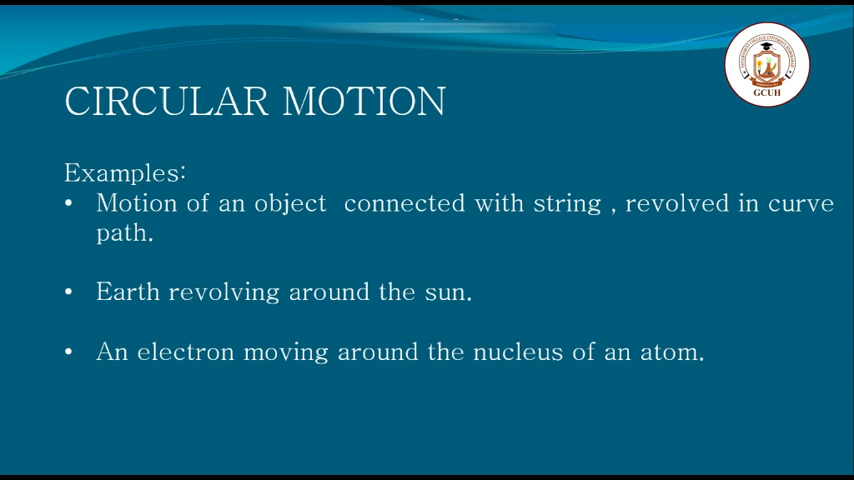 CIRCULAR MOTION
GCUH
Examples:
• Motion of an object connected with string , revolved in curve
path.
• Earth revolving around the sun.
• An electron moving around the nucleus of an atom.